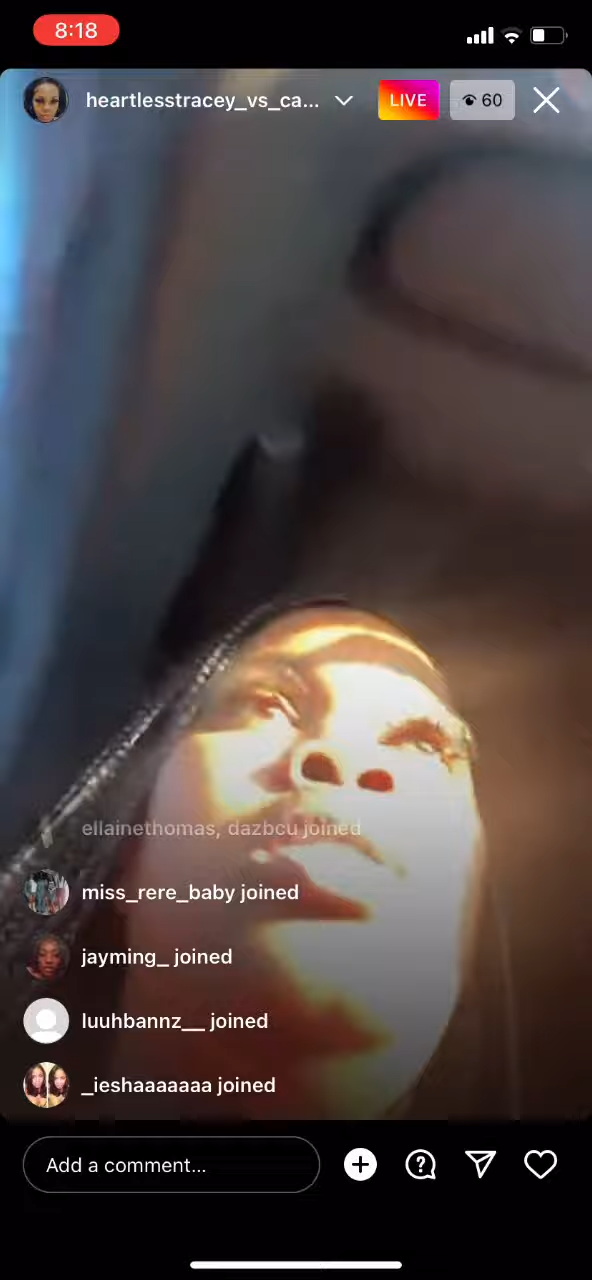 8:18
heartlesstracey_vs_ca... LIVE 60
ellainethomas, dazbcu joined
miss_rere_baby joined
jayming_ joined
luuhbannz__ joined
_ieshaaaaaaa joined
Add a comment...